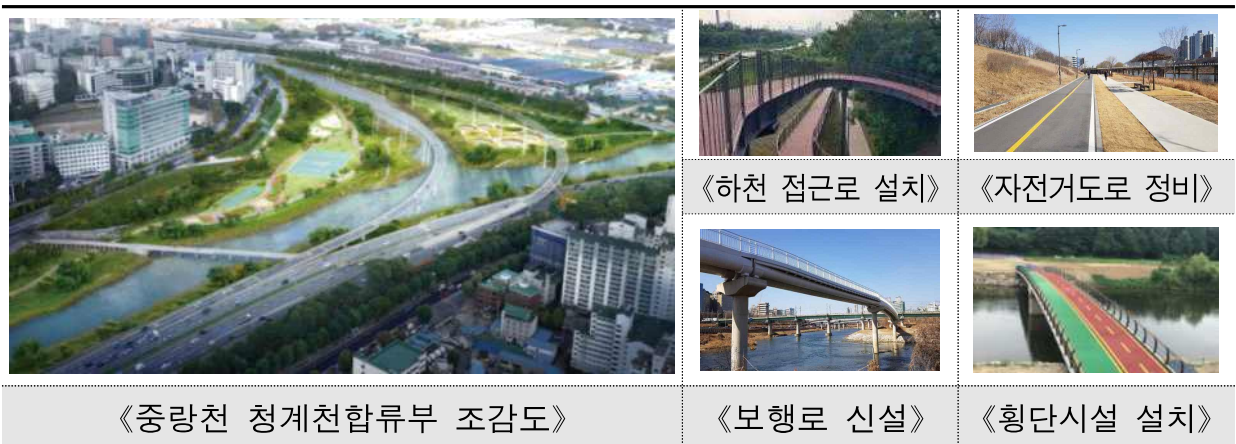 《하천 접근로 설치》
《자전거도로 정비》
《중랑천 청계천합류부 조감도》
《보행로 신설》
《횡단시설 설치》